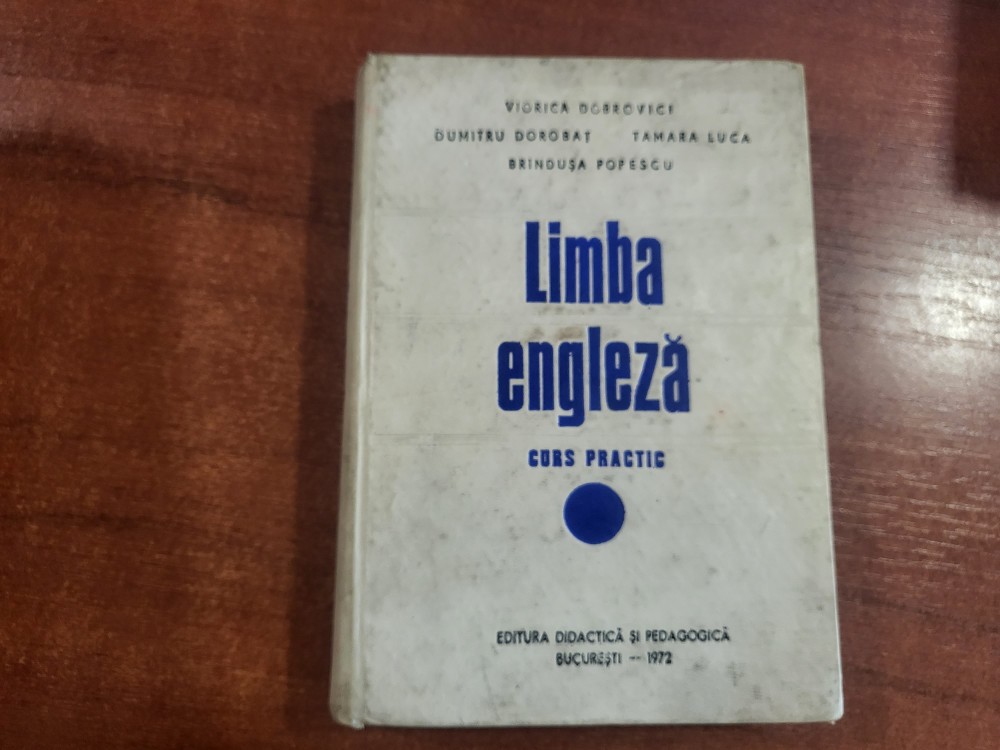 VIORICA DOBROVICI
DUMITRU DOROBAȚ TAMARA LUCA
BRÎNDUȘA POPESCU
Limba
engleză
CURS PRACTIC
EDITURA DIDACTICĂ ȘI PEDAGOGICĂ
BUCUREȘTI — 1972